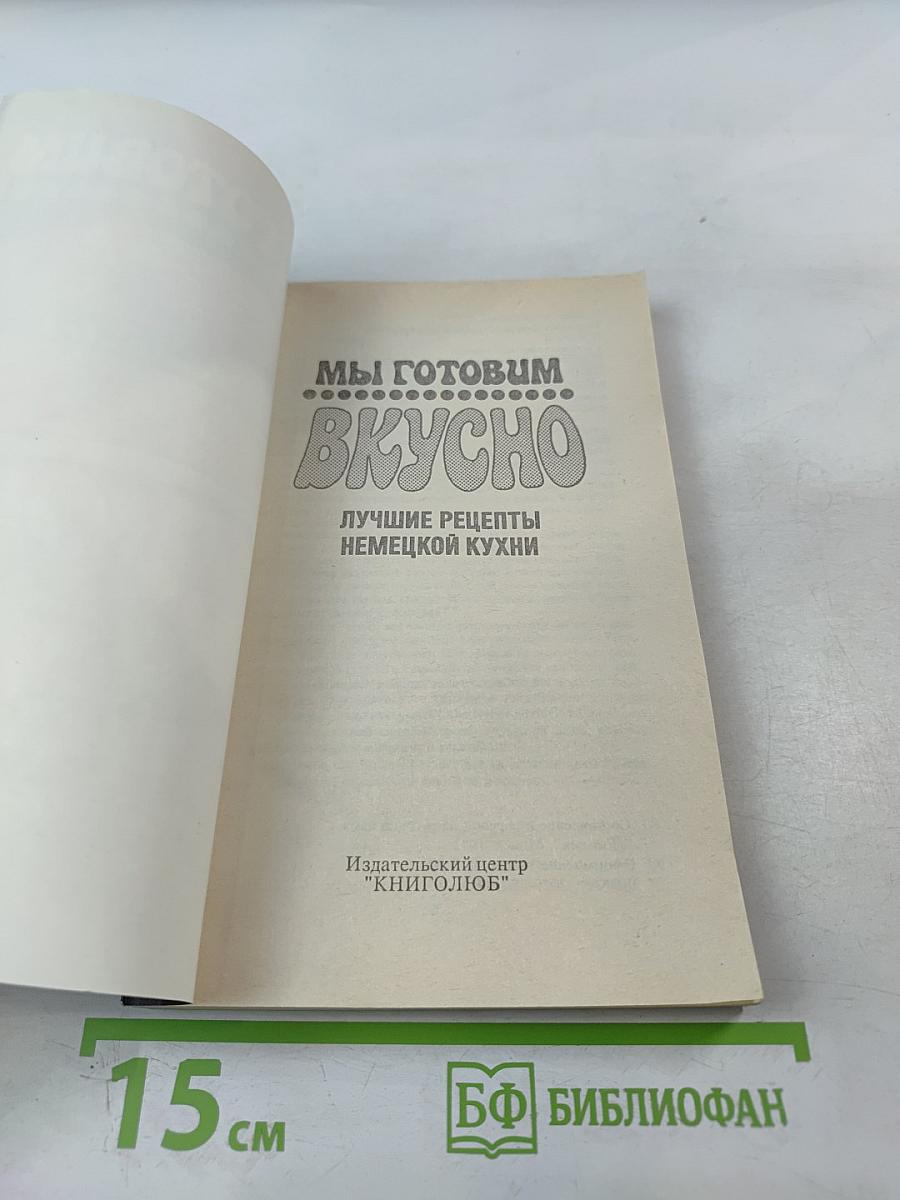 МЫ ГОТОВИМ
ВКУСНО
ЛУЧШИЕ РЕЦЕПТЫ
НЕМЕЦКОЙ КУХНИ
Издательский центр
"КНИГОЛЮБ"
15 см
БФ БИБЛИОФАН